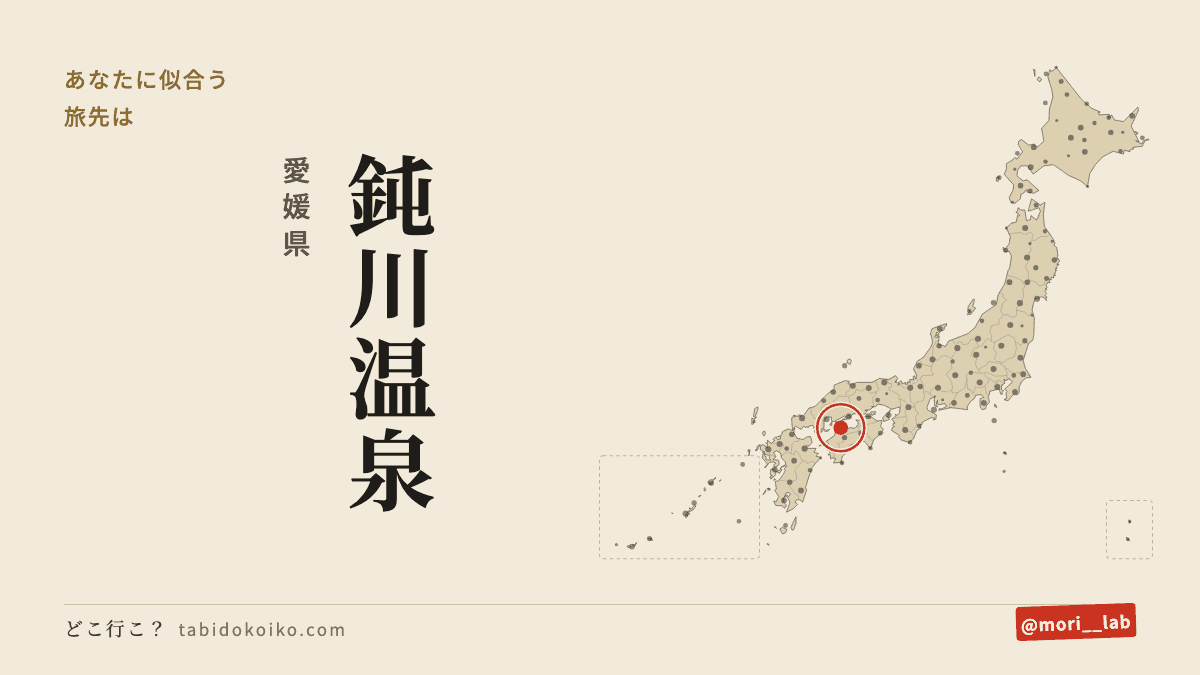 あなたに似合う
旅先は
愛媛県
鈍川温泉
どこ行こ？ tabidokoiko.com
@mori__lab